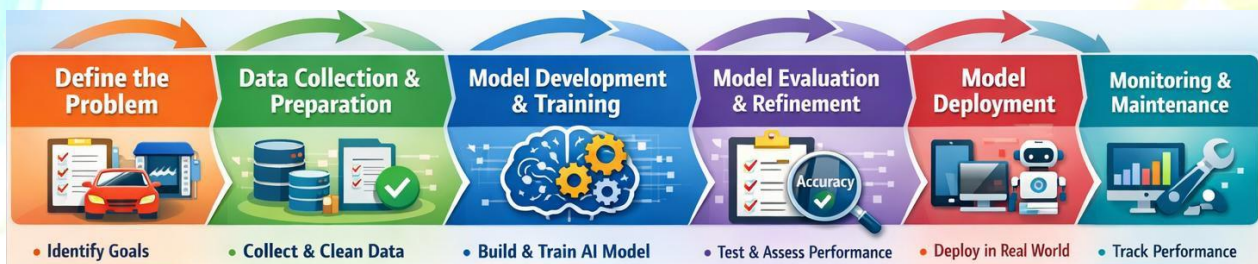 Define the
Problem
Data Collection &
Preparation
Model Development
& Training
Model Evaluation
& Refinement
Model
Deployment
Monitoring &
Maintenance
Accuracy
• Identify Goals
• Collect & Clean Data
• Build & Train AI Model
• Test & Assess Performance
• Deploy in Real World
• Track Performance